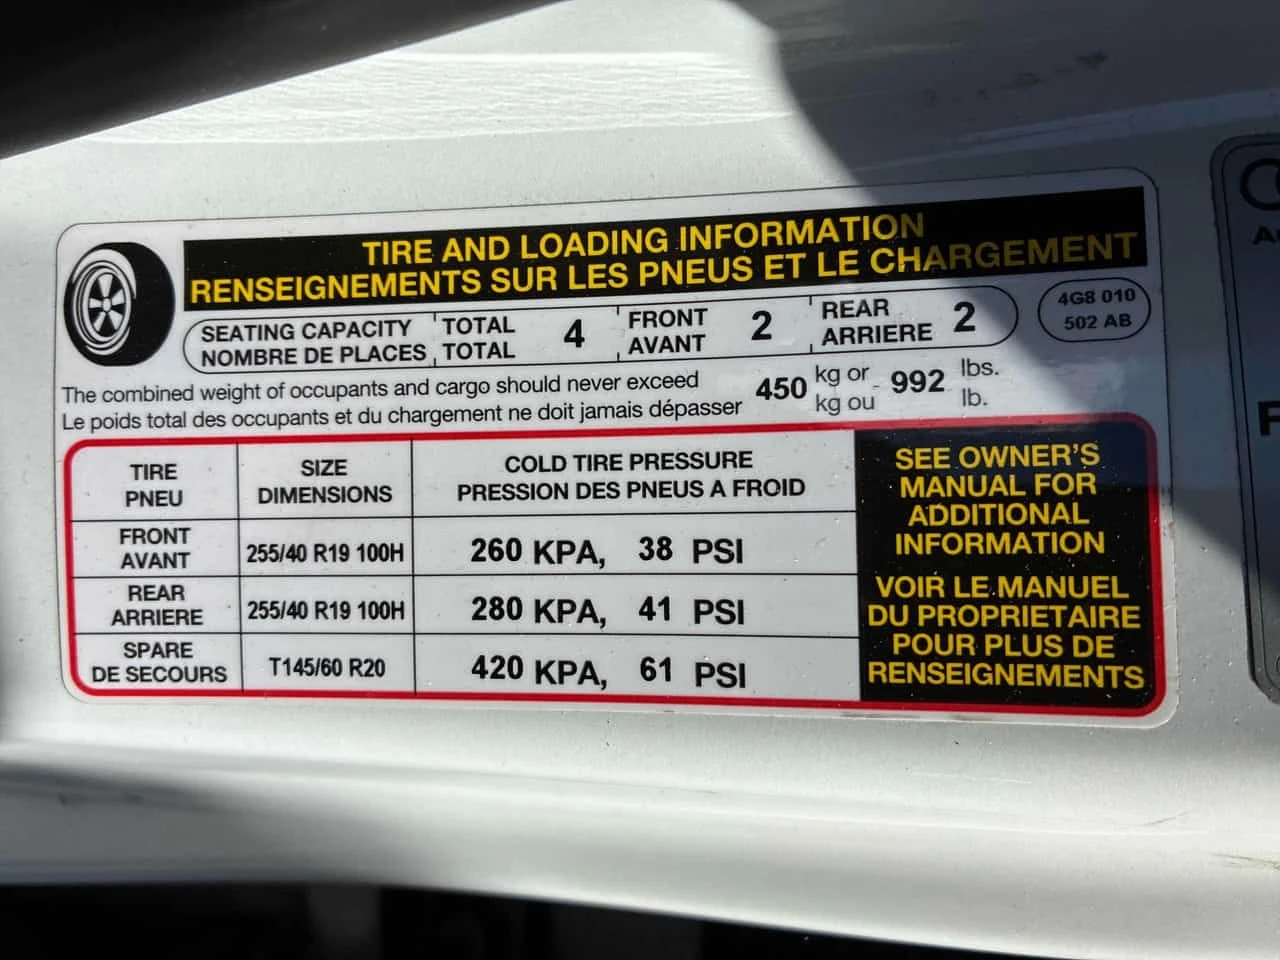 TIRE AND LOADING INFORMATION
RENSEIGNEMENTS SUR LES PNEUS ET LE CHARGEMENT
SEATING CAPACITY TOTAL 4 FRONT 2 REAR 2
NOMBRE DE PLACES TOTAL AVANT ARRIERE
4G8 010
502 AB
The combined weight of occupants and cargo should never exceed 450 kg or 992 lbs.
Le poids total des occupants et du chargement ne doit jamais dépasser kg ou lb.
TIRE SIZE COLD TIRE PRESSURE
PNEU DIMENSIONS PRESSION DES PNEUS A FROID
FRONT
AVANT 255/40 R19 100H 260 KPA, 38 PSI
REAR
ARRIERE 255/40 R19 100H 280 KPA, 41 PSI
SPARE
DE SECOURS T145/60 R20 420 KPA, 61 PSI
SEE OWNER'S
MANUAL FOR
ADDITIONAL
INFORMATION
VOIR LE MANUEL
DU PROPRIETAIRE
POUR PLUS DE
RENSEIGNEMENTS